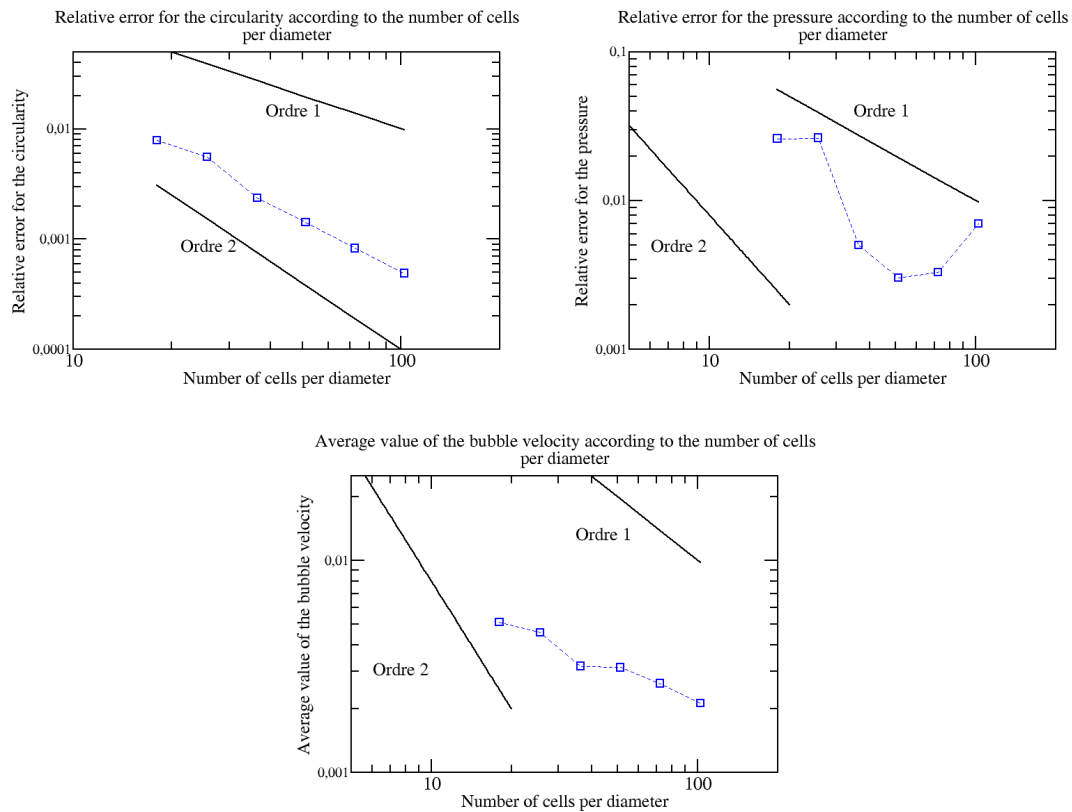 Relative error for the circularity according to the number of cells
per diameter
Relative error for the circularity
0,01
0,001
0,0001
Ordre 1
Ordre 2
10
100
Number of cells per diameter
Relative error for the pressure according to the number of cells
per diameter
Relative error for the pressure
0,1
0,01
0,001
Ordre 1
Ordre 2
10
100
Number of cells per diameter
Average value of the bubble velocity according to the number of cells
per diameter
Average value of the bubble velocity
0,01
0,001
Ordre 1
Ordre 2
10
100
Number of cells per diameter